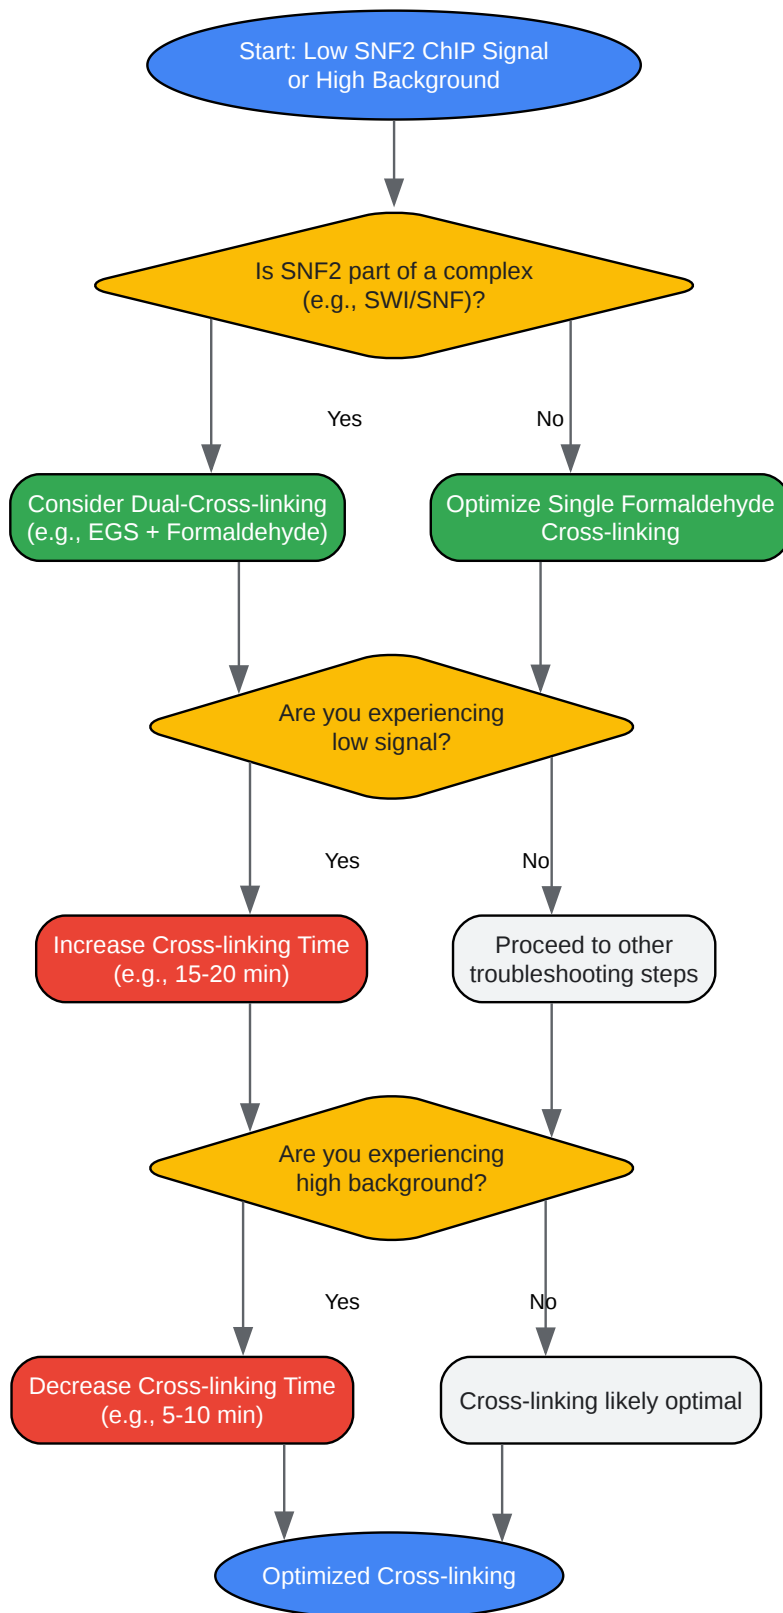 Start: Low SNF2 ChIP Signal
or High Background
Is SNF2 part of a complex
(e.g., SWI/SNF)?
Yes
No
Consider Dual-Cross-linking
(e.g., EGS + Formaldehyde)
Optimize Single Formaldehyde
Cross-linking
Are you experiencing
low signal?
Yes
No
Increase Cross-linking Time
(e.g., 15-20 min)
Proceed to other
troubleshooting steps
Are you experiencing
high background?
Yes
No
Decrease Cross-linking Time
(e.g., 5-10 min)
Cross-linking likely optimal
Optimized Cross-linking